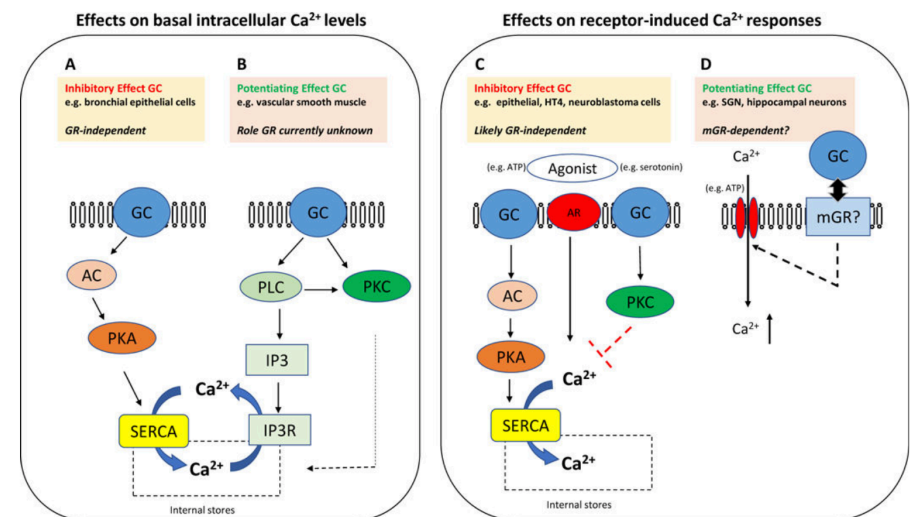 Effects on basal intracellular Ca²⁺ levels
A
Inhibitory Effect GC
e.g. bronchial epithelial cells
GR-independent
B
Potentiating Effect GC
e.g. vascular smooth muscle
Role GR currently unknown
GC
AC
PKA
SERCA
GC
PLC
PKC
IP3
IP3R
Ca²⁺
Ca²⁺
Internal stores
Effects on receptor-induced Ca²⁺ responses
C
Inhibitory Effect GC
e.g. epithelial, HT4, neuroblastoma cells
Likely GR-independent
D
Potentiating Effect GC
e.g. SGN, hippocampal neurons
mGR-dependent?
(e.g. ATP)
Agonist
(e.g. serotonin)
GC
AR
GC
AC
PKC
PKA
Ca²⁺
SERCA
Ca²⁺
Internal stores
Ca²⁺
GC
(e.g. ATP)
mGR?
Ca²⁺